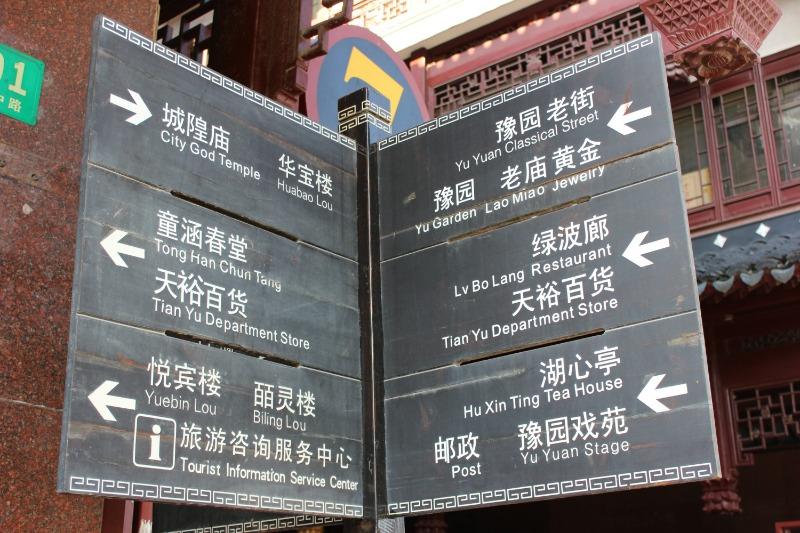 01
中路
城隍庙 华宝楼
City God Temple Huabao Lou
童涵春堂
Tong Han Chun Tang
天裕百货
Tian Yu Department Store
悦宾楼 皕灵楼
Yuebin Lou Biling Lou
i 旅游咨询服务中心
Tourist Information Service Center
豫园老街
Yu Yuan Classical Street
豫园 老庙黄金
Yu Garden Lao Miao Jewelry
绿波廊
Lv Bo Lang Restaurant
天裕百货
Tian Yu Department Store
湖心亭
Hu Xin Ting Tea House
邮政 豫园戏苑
Post Yu Yuan Stage